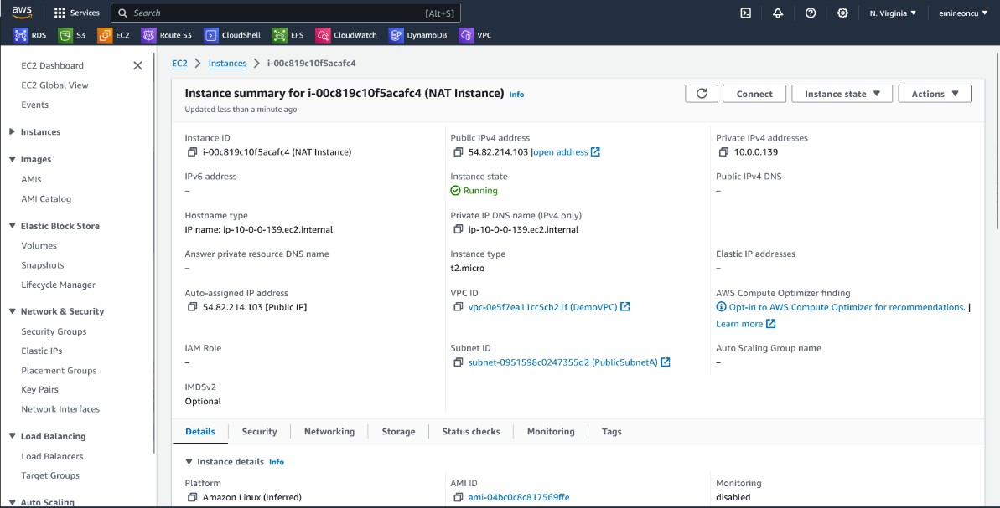 aws Services Search [Alt+S] N. Virginia ▼ emineoncu ▼
RDS S3 EC2 Route 53 CloudShell EFS CloudWatch DynamoDB VPC
EC2 Dashboard
EC2 Global View
Events
Instances
Images
AMIs
AMI Catalog
Elastic Block Store
Volumes
Snapshots
Lifecycle Manager
Network & Security
Security Groups
Elastic IPs
Placement Groups
Key Pairs
Network Interfaces
Load Balancing
Load Balancers
Target Groups
Auto Scaling
EC2 > Instances > i-00c819c10f5acafc4
Instance summary for i-00c819c10f5acafc4 (NAT Instance) Info
Updated less than a minute ago
Connect Instance state ▼ Actions ▼
Instance ID
i-00c819c10f5acafc4 (NAT Instance)
Public IPv4 address
54.82.214.103 |open address
Private IPv4 addresses
10.0.0.139
IPv6 address
–
Instance state
Running
Public IPv4 DNS
–
Hostname type
IP name: ip-10-0-0-139.ec2.internal
Private IP DNS name (IPv4 only)
ip-10-0-0-139.ec2.internal
Answer private resource DNS name
–
Instance type
t2.micro
Elastic IP addresses
–
Auto-assigned IP address
54.82.214.103 [Public IP]
VPC ID
vpc-0e5f7ea11cc5cb21f (DemoVPC)
AWS Compute Optimizer finding
Opt-in to AWS Compute Optimizer for recommendations. |
Learn more
IAM Role
–
Subnet ID
subnet-0951598c0247355d2 (PublicSubnetA)
Auto Scaling Group name
–
IMDSv2
Optional
Details Security Networking Storage Status checks Monitoring Tags
Instance details Info
Platform
Amazon Linux (Inferred)
AMI ID
ami-04bc0c8c817569ffe
Monitoring
disabled